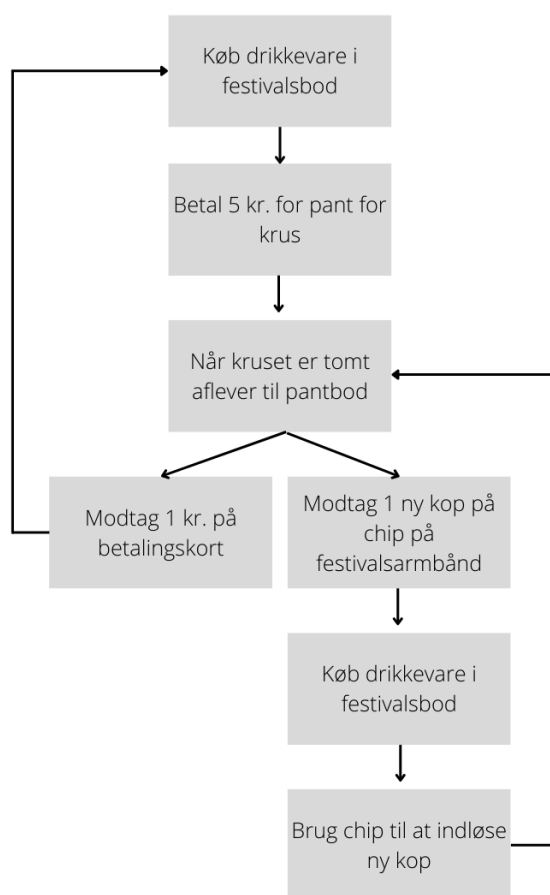 Køb drikkevare i
festivalsbod
Betal 5 kr. for pant for
krus
Når kruset er tomt
aflever til pantbod
Modtag 1 kr. på
betalingskort
Modtag 1 ny kop på
chip på
festivalsarmbånd
Køb drikkevare i
festivalsbod
Brug chip til at indløse
ny kop